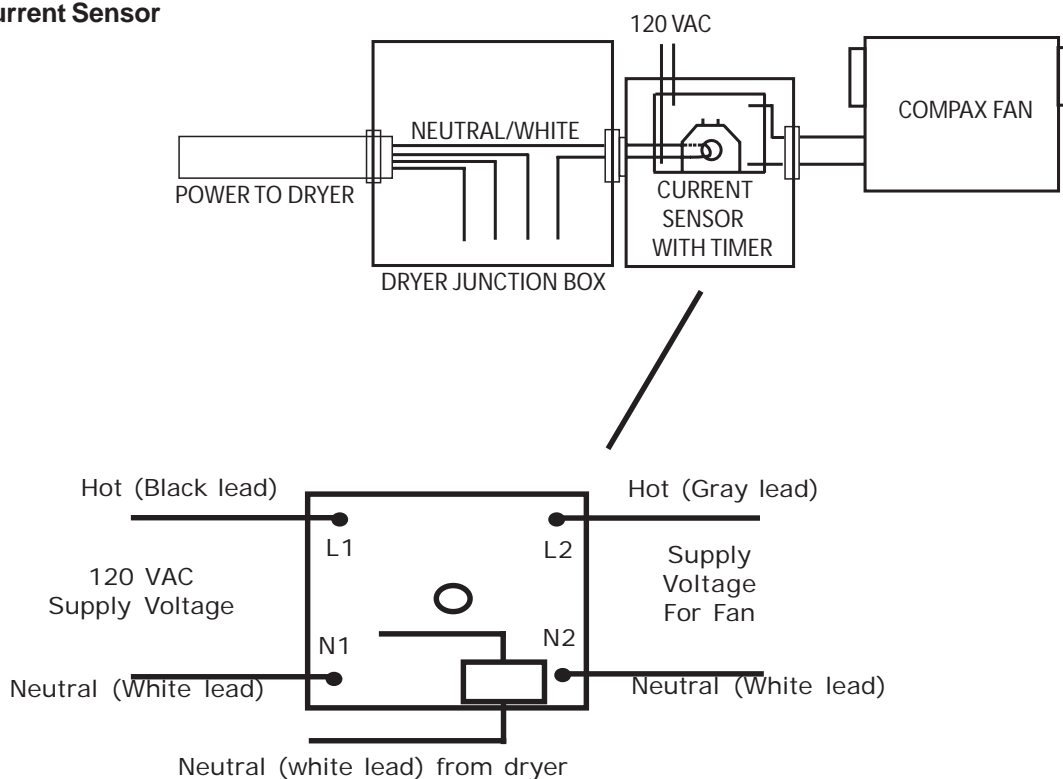 urrent Sensor
120 VAC
COMPAX FAN
NEUTRAL/WHITE
POWER TO DRYER
CURRENT
SENSOR
WITH TIMER
DRYER JUNCTION BOX
Hot (Black lead)
Hot (Gray lead)
L1
L2
120 VAC
Supply Voltage
Supply
Voltage
For Fan
N1
N2
Neutral (White lead)
Neutral (White lead)
Neutral (white lead) from dryer